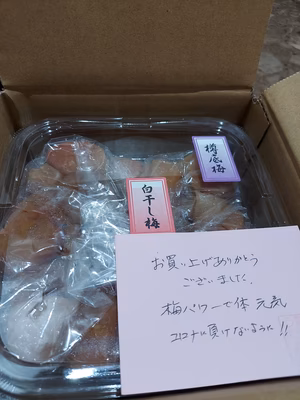 樽底梅
白干し梅
お買い上げありがとう
ございました。
梅パワーで体 元気
コロナに負けないように!!